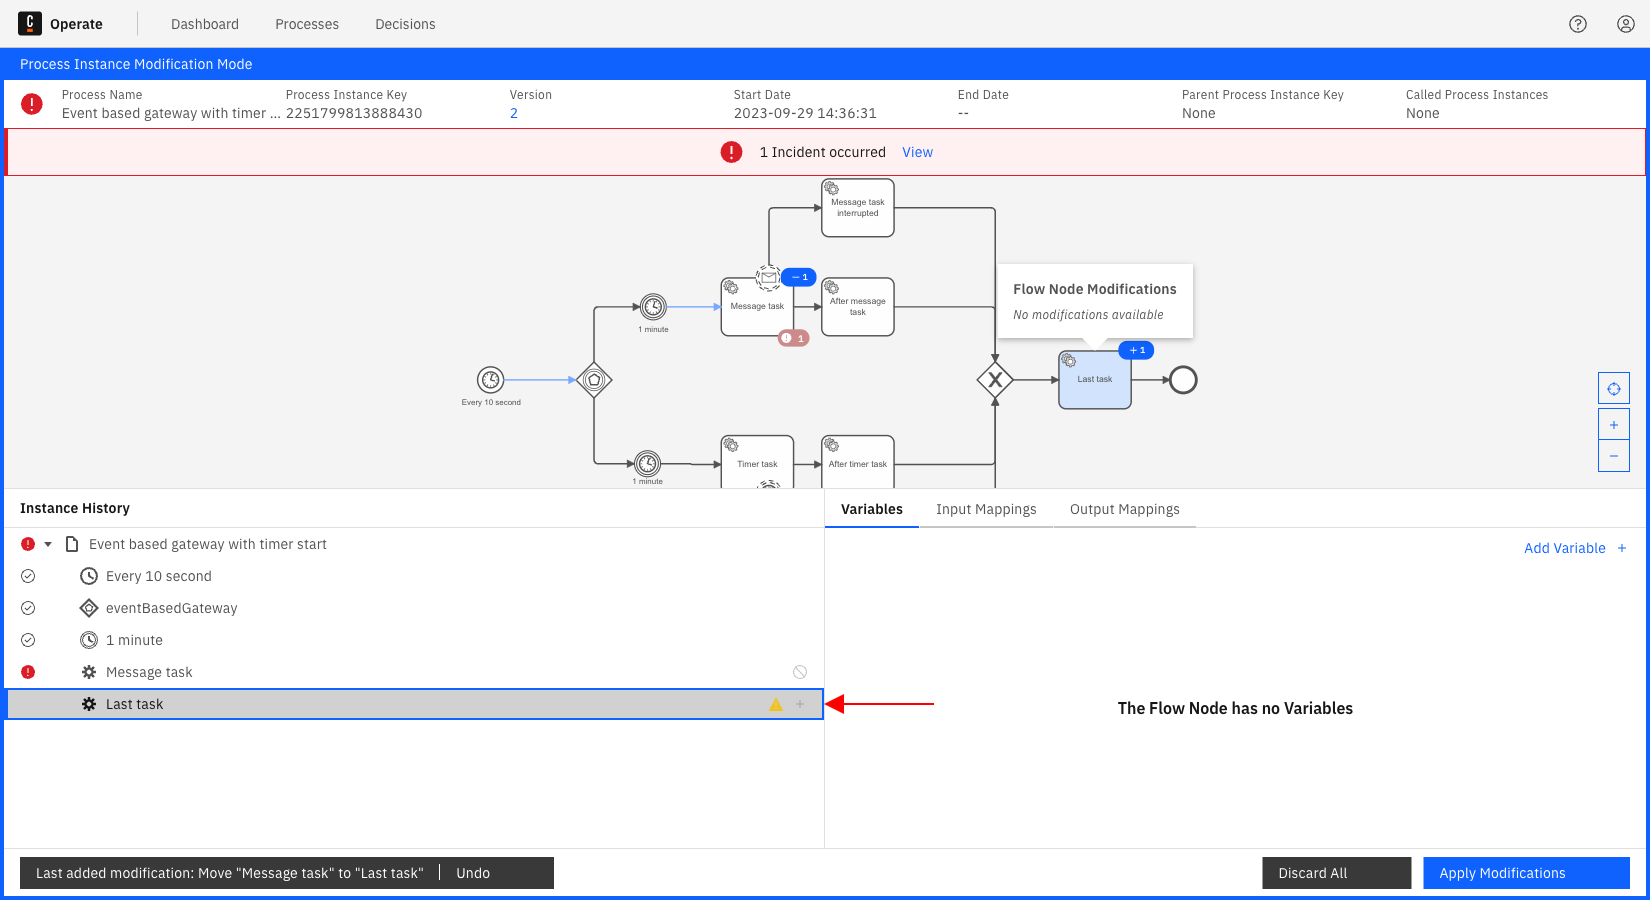 C Operate Dashboard Processes Decisions
Process Instance Modification Mode
Process Name Process Instance Key Version Start Date End Date Parent Process Instance Key Called Process Instances
Event based gateway with timer ... 2251799813888430 2 2023-09-29 14:36:31 -- None None
1 Incident occurred View
Message task
interrupted
− 1
Message task
1
After message
task
1 minute
Flow Node Modifications
No modifications available
+ 1
Last task
X
Every 10 second
Timer task
After timer task
1 minute
+
−
Instance History
Event based gateway with timer start
Every 10 second
eventBasedGateway
1 minute
Message task
Last task
Variables Input Mappings Output Mappings
Add Variable +
The Flow Node has no Variables
Last added modification: Move "Message task" to "Last task" Undo
Discard All
Apply Modifications